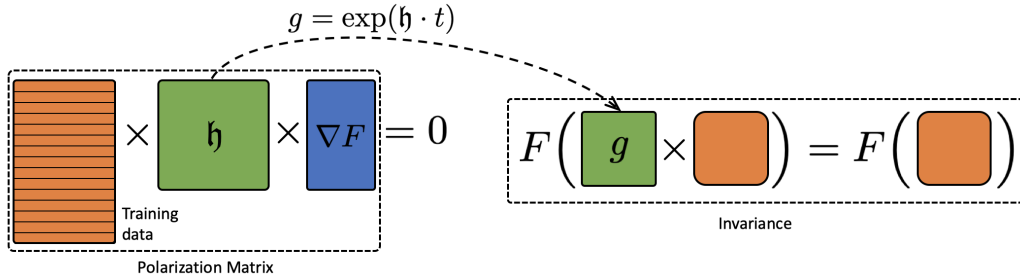 g = exp(𝔥 · t)
× 𝔥 × ∇F = 0
F( g × ) = F( )
Training
data
Invariance
Polarization Matrix